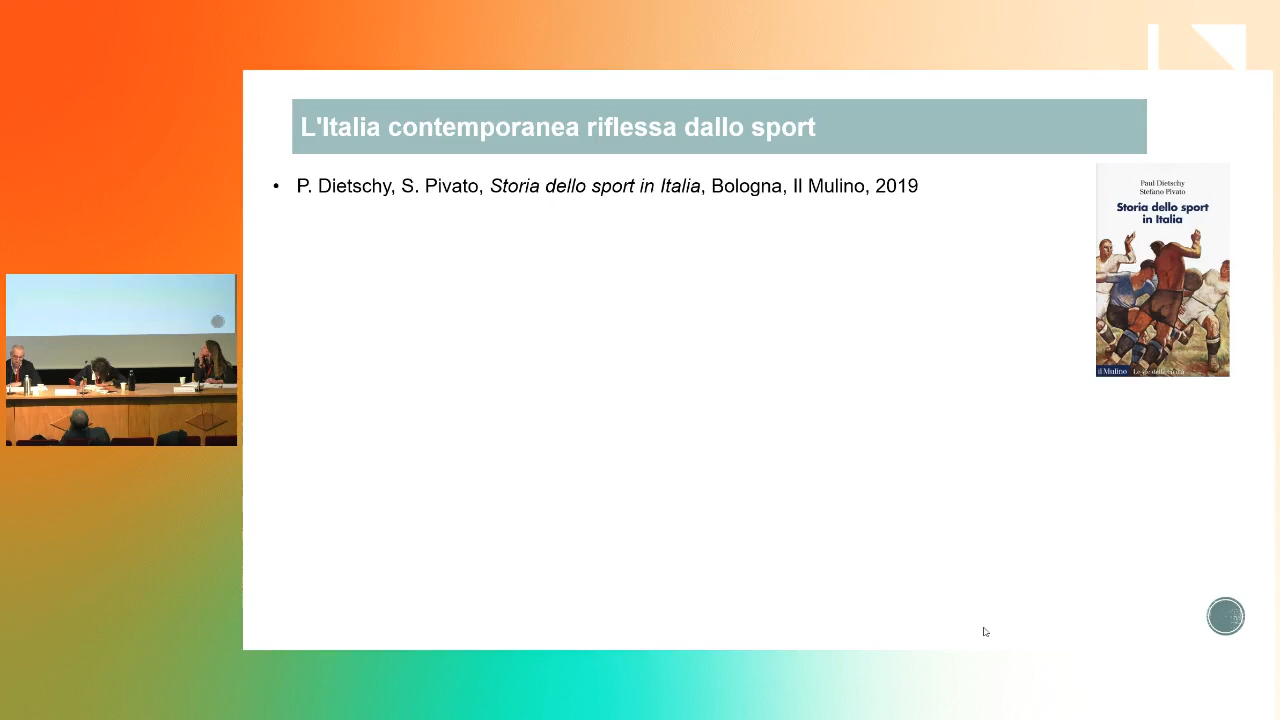 L'Italia contemporanea riflessa dallo sport
• P. Dietschy, S. Pivato, Storia dello sport in Italia, Bologna, Il Mulino, 2019
Paul Dietschy
Stefano Pivato
Storia dello sport
in Italia
il Mulino